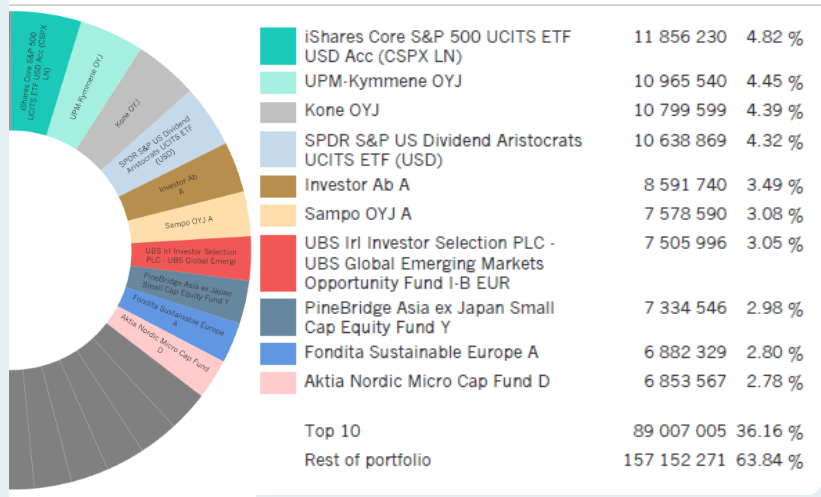 iShares Core S&P 500
UCITS ETF USD Acc (CSPX
LN)
UPM-Kymmene OYJ
Kone OYJ
SPDR S&P US Dividend
Aristocrats UCITS ETF
(USD)
Investor Ab
A
Sampo OYJ A
UBS Irl Investor Selection
PLC - UBS Global Emergi
PineBridge Asia ex Japan
Small Cap Equity Fund Y
Fondita Sustainable Europe
A
Aktia Nordic Micro Cap Fund
D
iShares Core S&P 500 UCITS ETF 11 856 230 4.82 %
USD Acc (CSPX LN)
UPM-Kymmene OYJ 10 965 540 4.45 %
Kone OYJ 10 799 599 4.39 %
SPDR S&P US Dividend Aristocrats 10 638 869 4.32 %
UCITS ETF (USD)
Investor Ab A 8 591 740 3.49 %
Sampo OYJ A 7 578 590 3.08 %
UBS Irl Investor Selection PLC - 7 505 996 3.05 %
UBS Global Emerging Markets
Opportunity Fund I-B EUR
PineBridge Asia ex Japan Small 7 334 546 2.98 %
Cap Equity Fund Y
Fondita Sustainable Europe A 6 882 329 2.80 %
Aktia Nordic Micro Cap Fund D 6 853 567 2.78 %
Top 10 89 007 005 36.16 %
Rest of portfolio 157 152 271 63.84 %